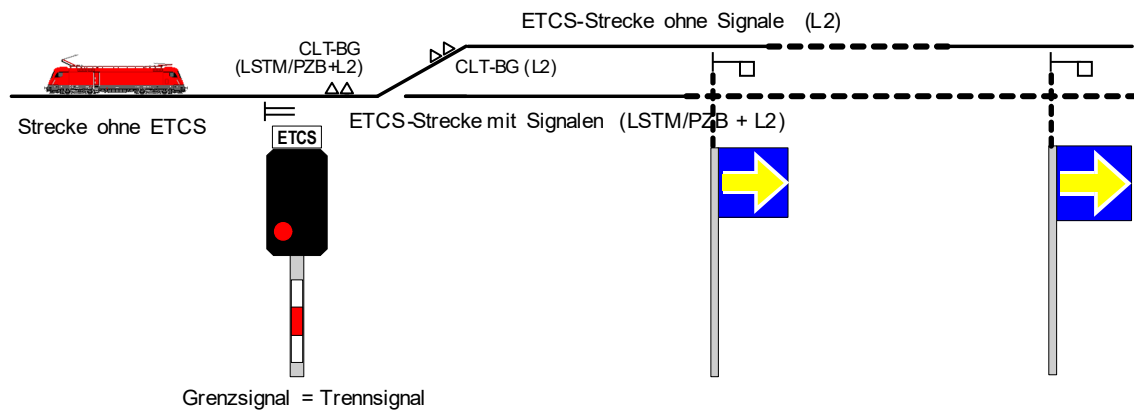 ETCS-Strecke ohne Signale (L2)
CLT-BG
(LSTM/PZB+L2)
CLT-BG (L2)
Strecke ohne ETCS
ETCS-Strecke mit Signalen (LSTM/PZB + L2)
ETCS
Grenzsignal = Trennsignal